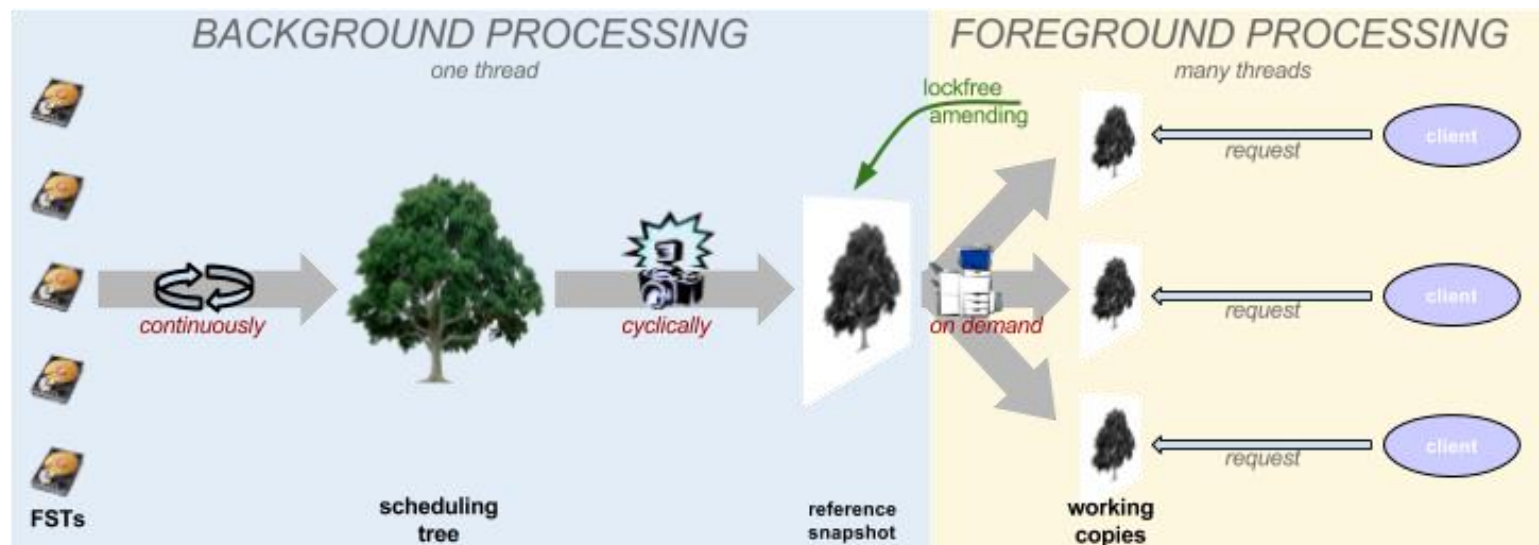 BACKGROUND PROCESSING
one thread
FOREGROUND PROCESSING
many threads
lockfree
amending
continuously
cyclically
on demand
request
client
request
client
request
client
FSTs
scheduling
tree
reference
snapshot
working
copies